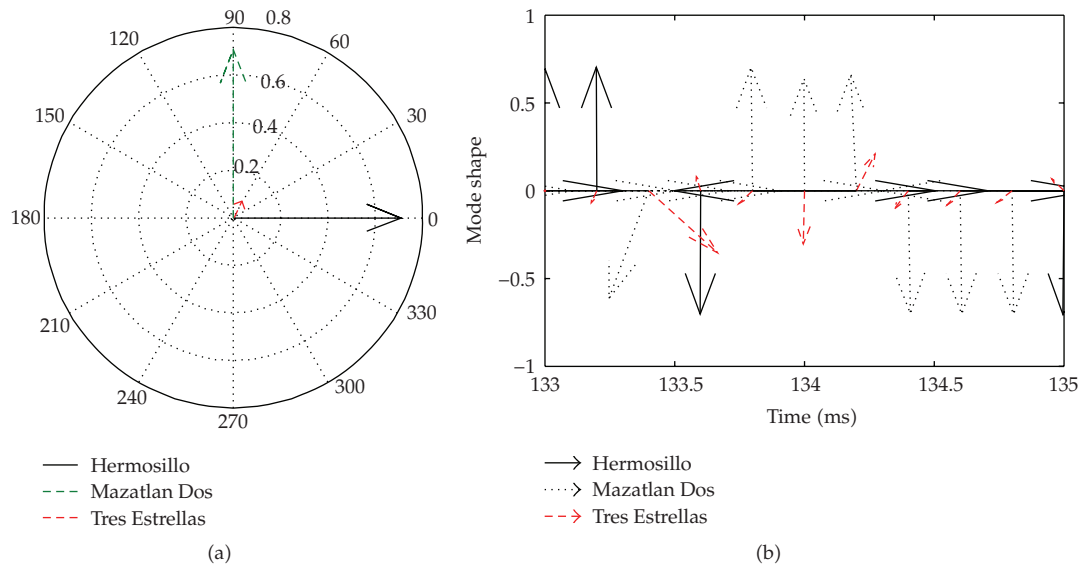 90
0.8
120
60
0.6
150
30
0.4
0.2
180
0
210
330
240
300
270
Hermosillo
Mazatlan Dos
Tres Estrellas
(a)
1
0.5
0
−0.5
−1
Mode shape
133
133.5
134
134.5
135
Time (ms)
Hermosillo
Mazatlan Dos
Tres Estrellas
(b)